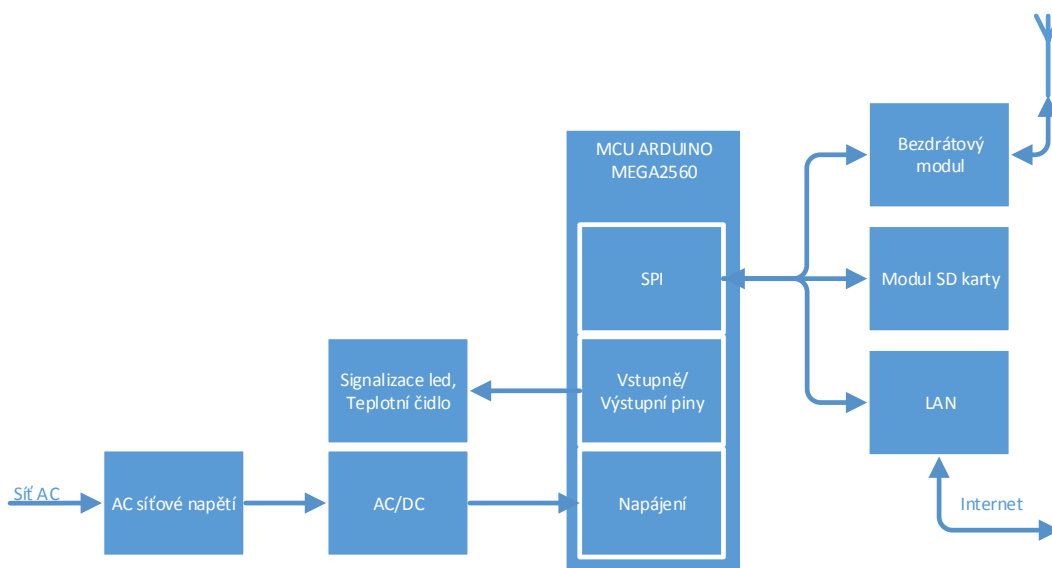 MCU ARDUINO
MEGA2560
Bezdrátový
modul
SPI
Modul SD karty
Signalizace led,
Teplotní čidlo
Vstupně/
Výstupní piny
LAN
Síť AC
AC síťové napětí
AC/DC
Napájení
Internet